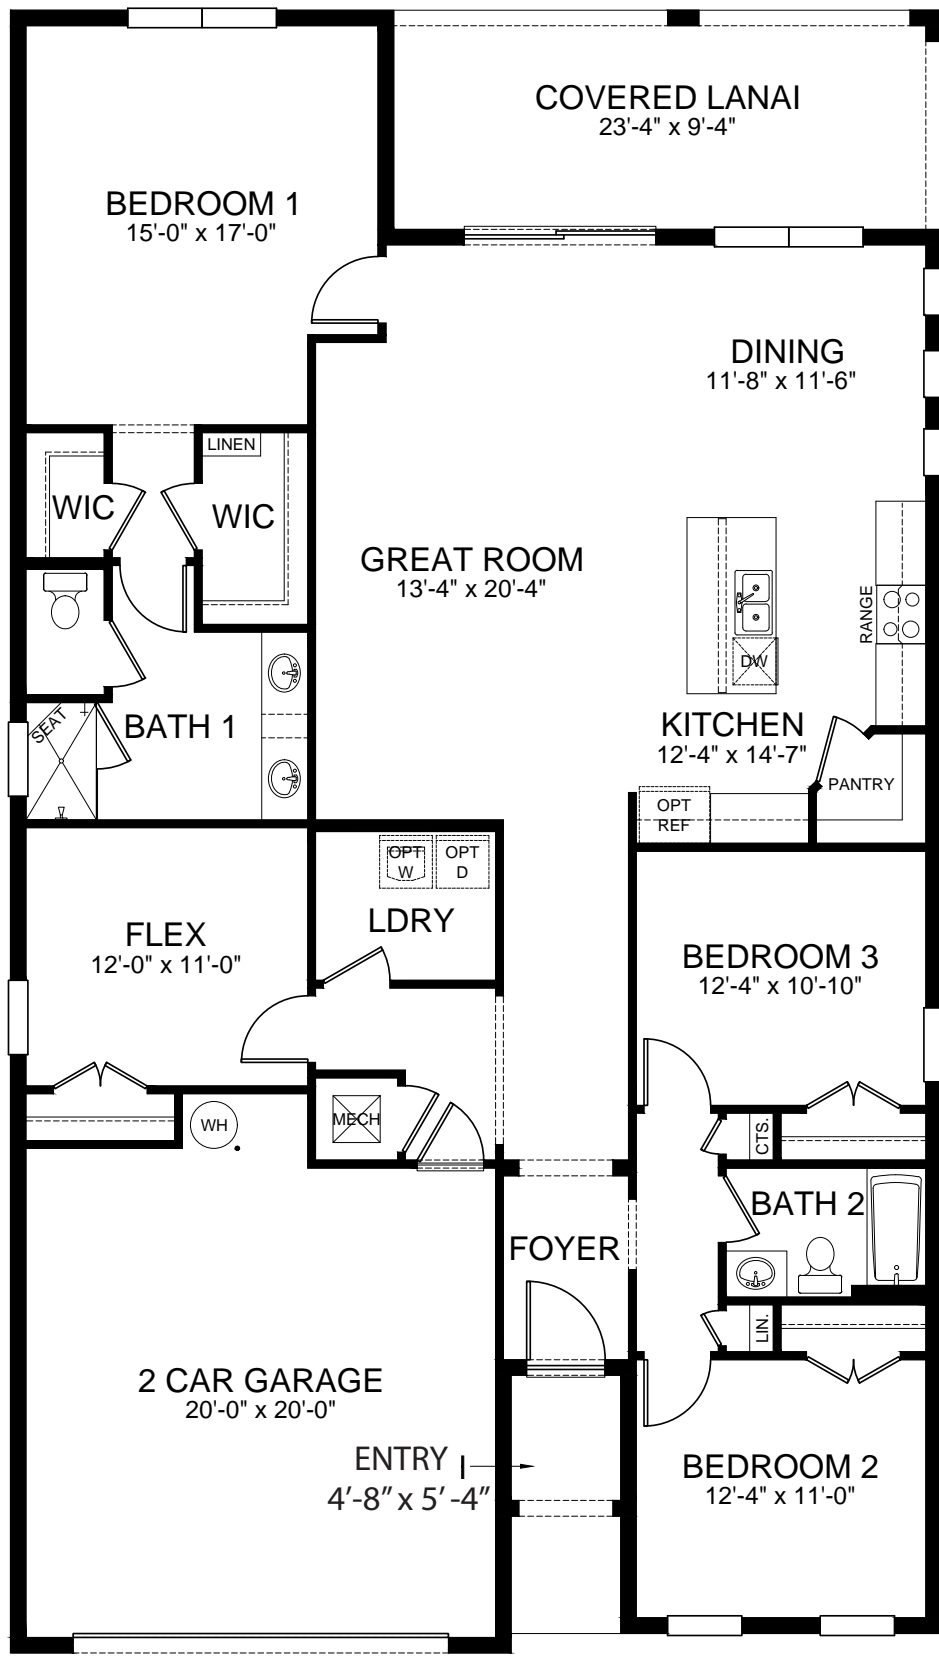 COVERED LANAI
23'-4" x 9'-4"
BEDROOM 1
15'-0" x 17'-0"
DINING
11'-8" x 11'-6"
LINEN
WIC
WIC
GREAT ROOM
13'-4" x 20'-4"
RANGE
DW
SEAT
BATH 1
KITCHEN
12'-4" x 14'-7"
PANTRY
OPT
REF
OPT
W
OPT
D
LDRY
FLEX
12'-0" x 11'-0"
BEDROOM 3
12'-4" x 10'-10"
WH
MECH
CTS.
BATH 2
FOYER
LIN.
2 CAR GARAGE
20'-0" x 20'-0"
ENTRY
4'-8" x 5'-4"
BEDROOM 2
12'-4" x 11'-0"